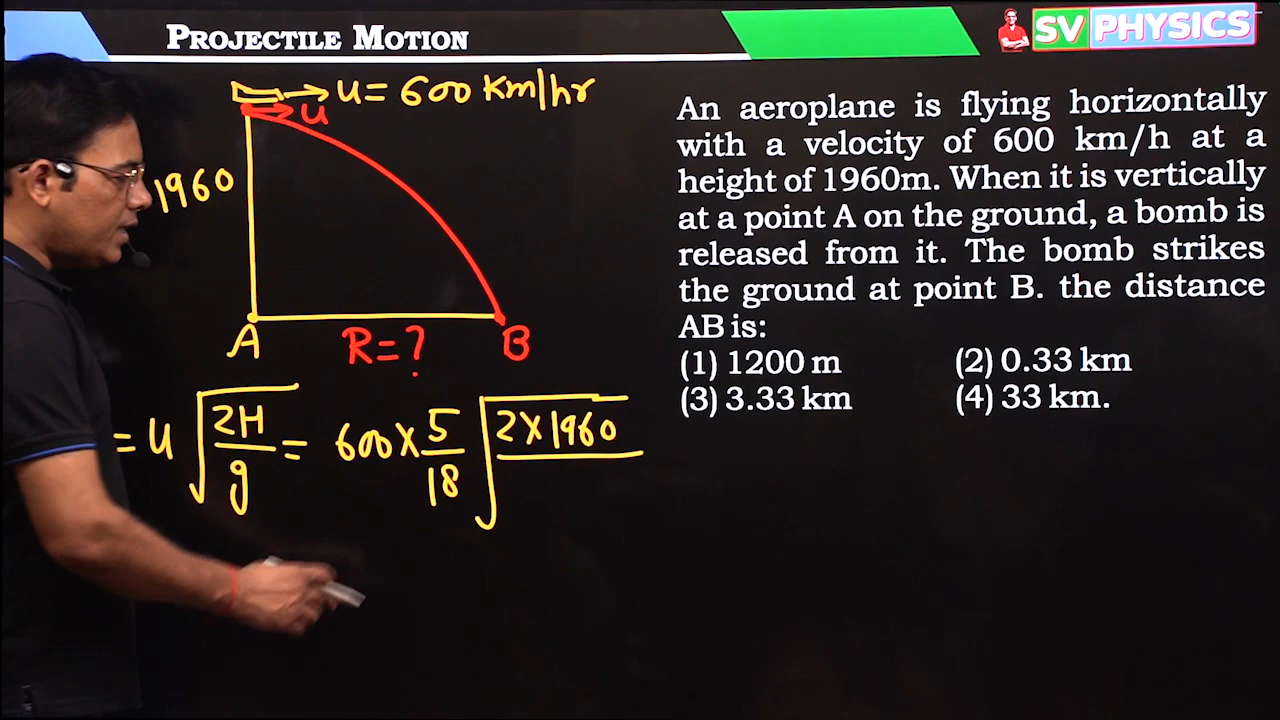 PROJECTILE MOTION
SV PHYSICS
u = 600 Km/hr
u
1960
A
R = ?
B
= u √(2H/g) = 600 × 5/18 √(2 × 1960
An aeroplane is flying horizontally
with a velocity of 600 km/h at a
height of 1960m. When it is vertically
at a point A on the ground, a bomb is
released from it. The bomb strikes
the ground at point B. the distance
AB is:
(1) 1200 m (2) 0.33 km
(3) 3.33 km (4) 33 km.